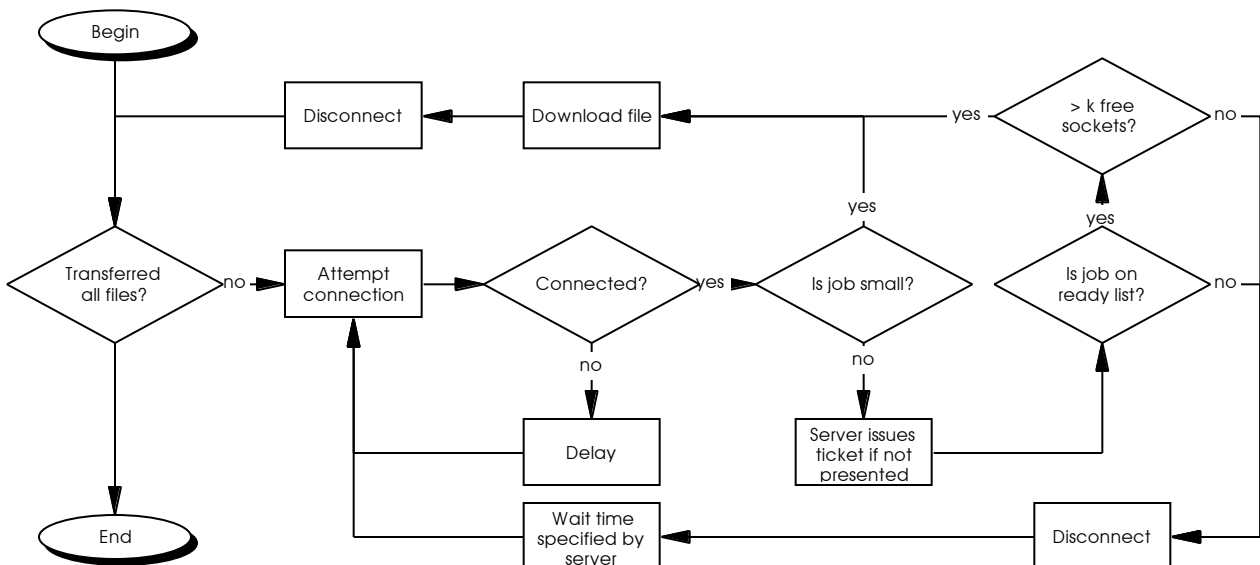 Begin
Disconnect
Download file
yes
> k free
sockets?
no
yes
yes
Transferred
all files?
no
Attempt
connection
Connected?
yes
Is job small?
Is job on
ready list?
no
no
no
Delay
Server issues
ticket if not
presented
End
Wait time
specified by
server
Disconnect